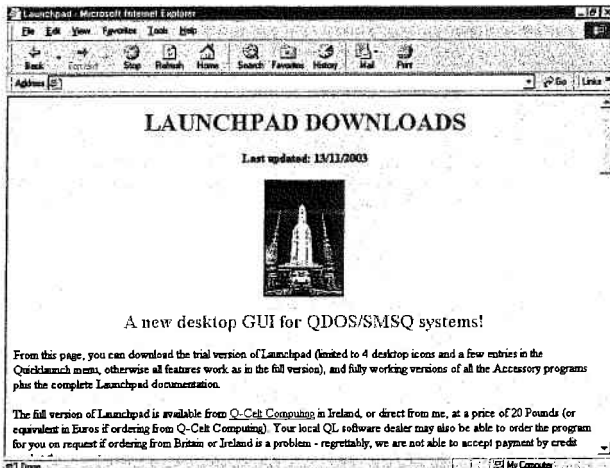 Launchpad - Microsoft Internet Explorer
File Edit View Favorites Tools Help
Back Forward Stop Refresh Home Search Favorites History Mail Print
Address Go Links
LAUNCHPAD DOWNLOADS
Last updated: 13/11/2003
A new desktop GUI for QDOS/SMSQ systems!
From this page, you can download the trial version of Launchpad (limited to 4 desktop icons and a few entries in the
Quicklaunch menu, otherwise all features work as in the full version), and fully working versions of all the Accessory programs
plus the complete Launchpad documentation.
The full version of Launchpad is available from Q-Celt Computing in Ireland, or direct from me, at a price of 20 Pounds (or
equivalent in Euros if ordering from Q-Celt Computing). Your local QL software dealer may also be able to order the program
for you on request if ordering from Britain or Ireland is a problem - regrettably, we are not able to accept payment by credit
Done My Computer